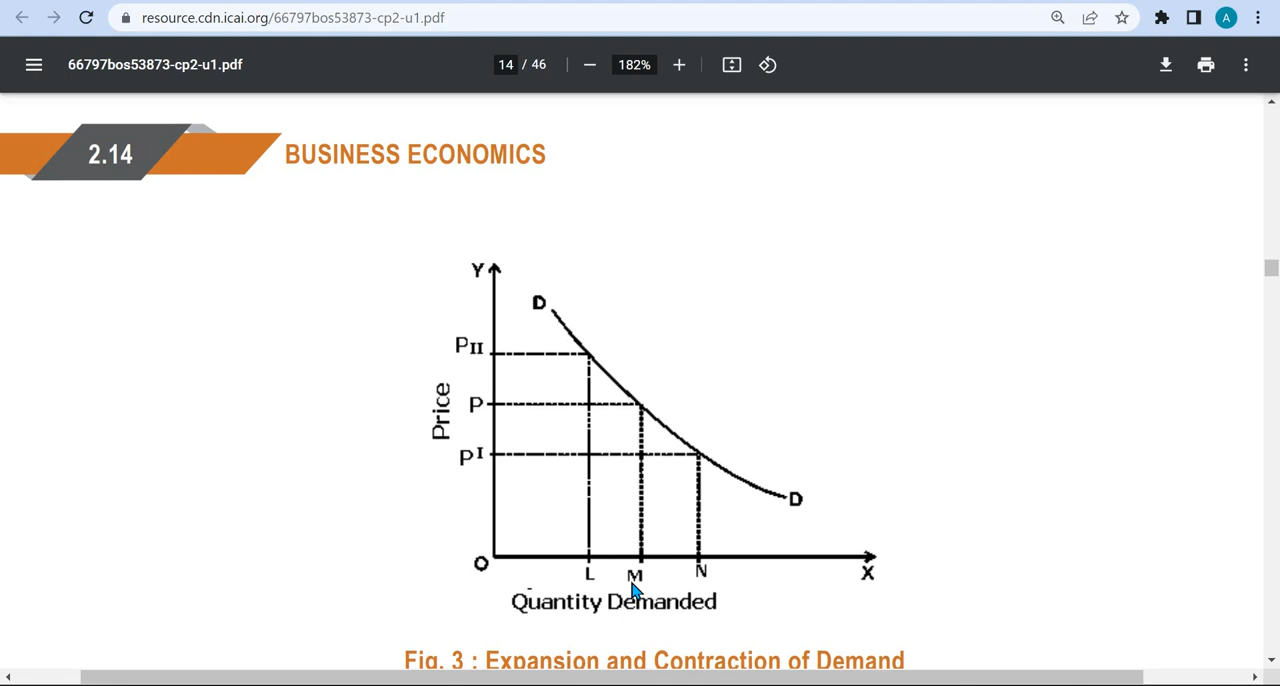 resource.cdn.icai.org/66797bos53873-cp2-u1.pdf
A
66797bos53873-cp2-u1.pdf
14 / 46
182%
2.14
BUSINESS ECONOMICS
Y
D
PII
P
Price
PI
D
O
L
M
N
X
Quantity Demanded
Fig. 3 : Expansion and Contraction of Demand